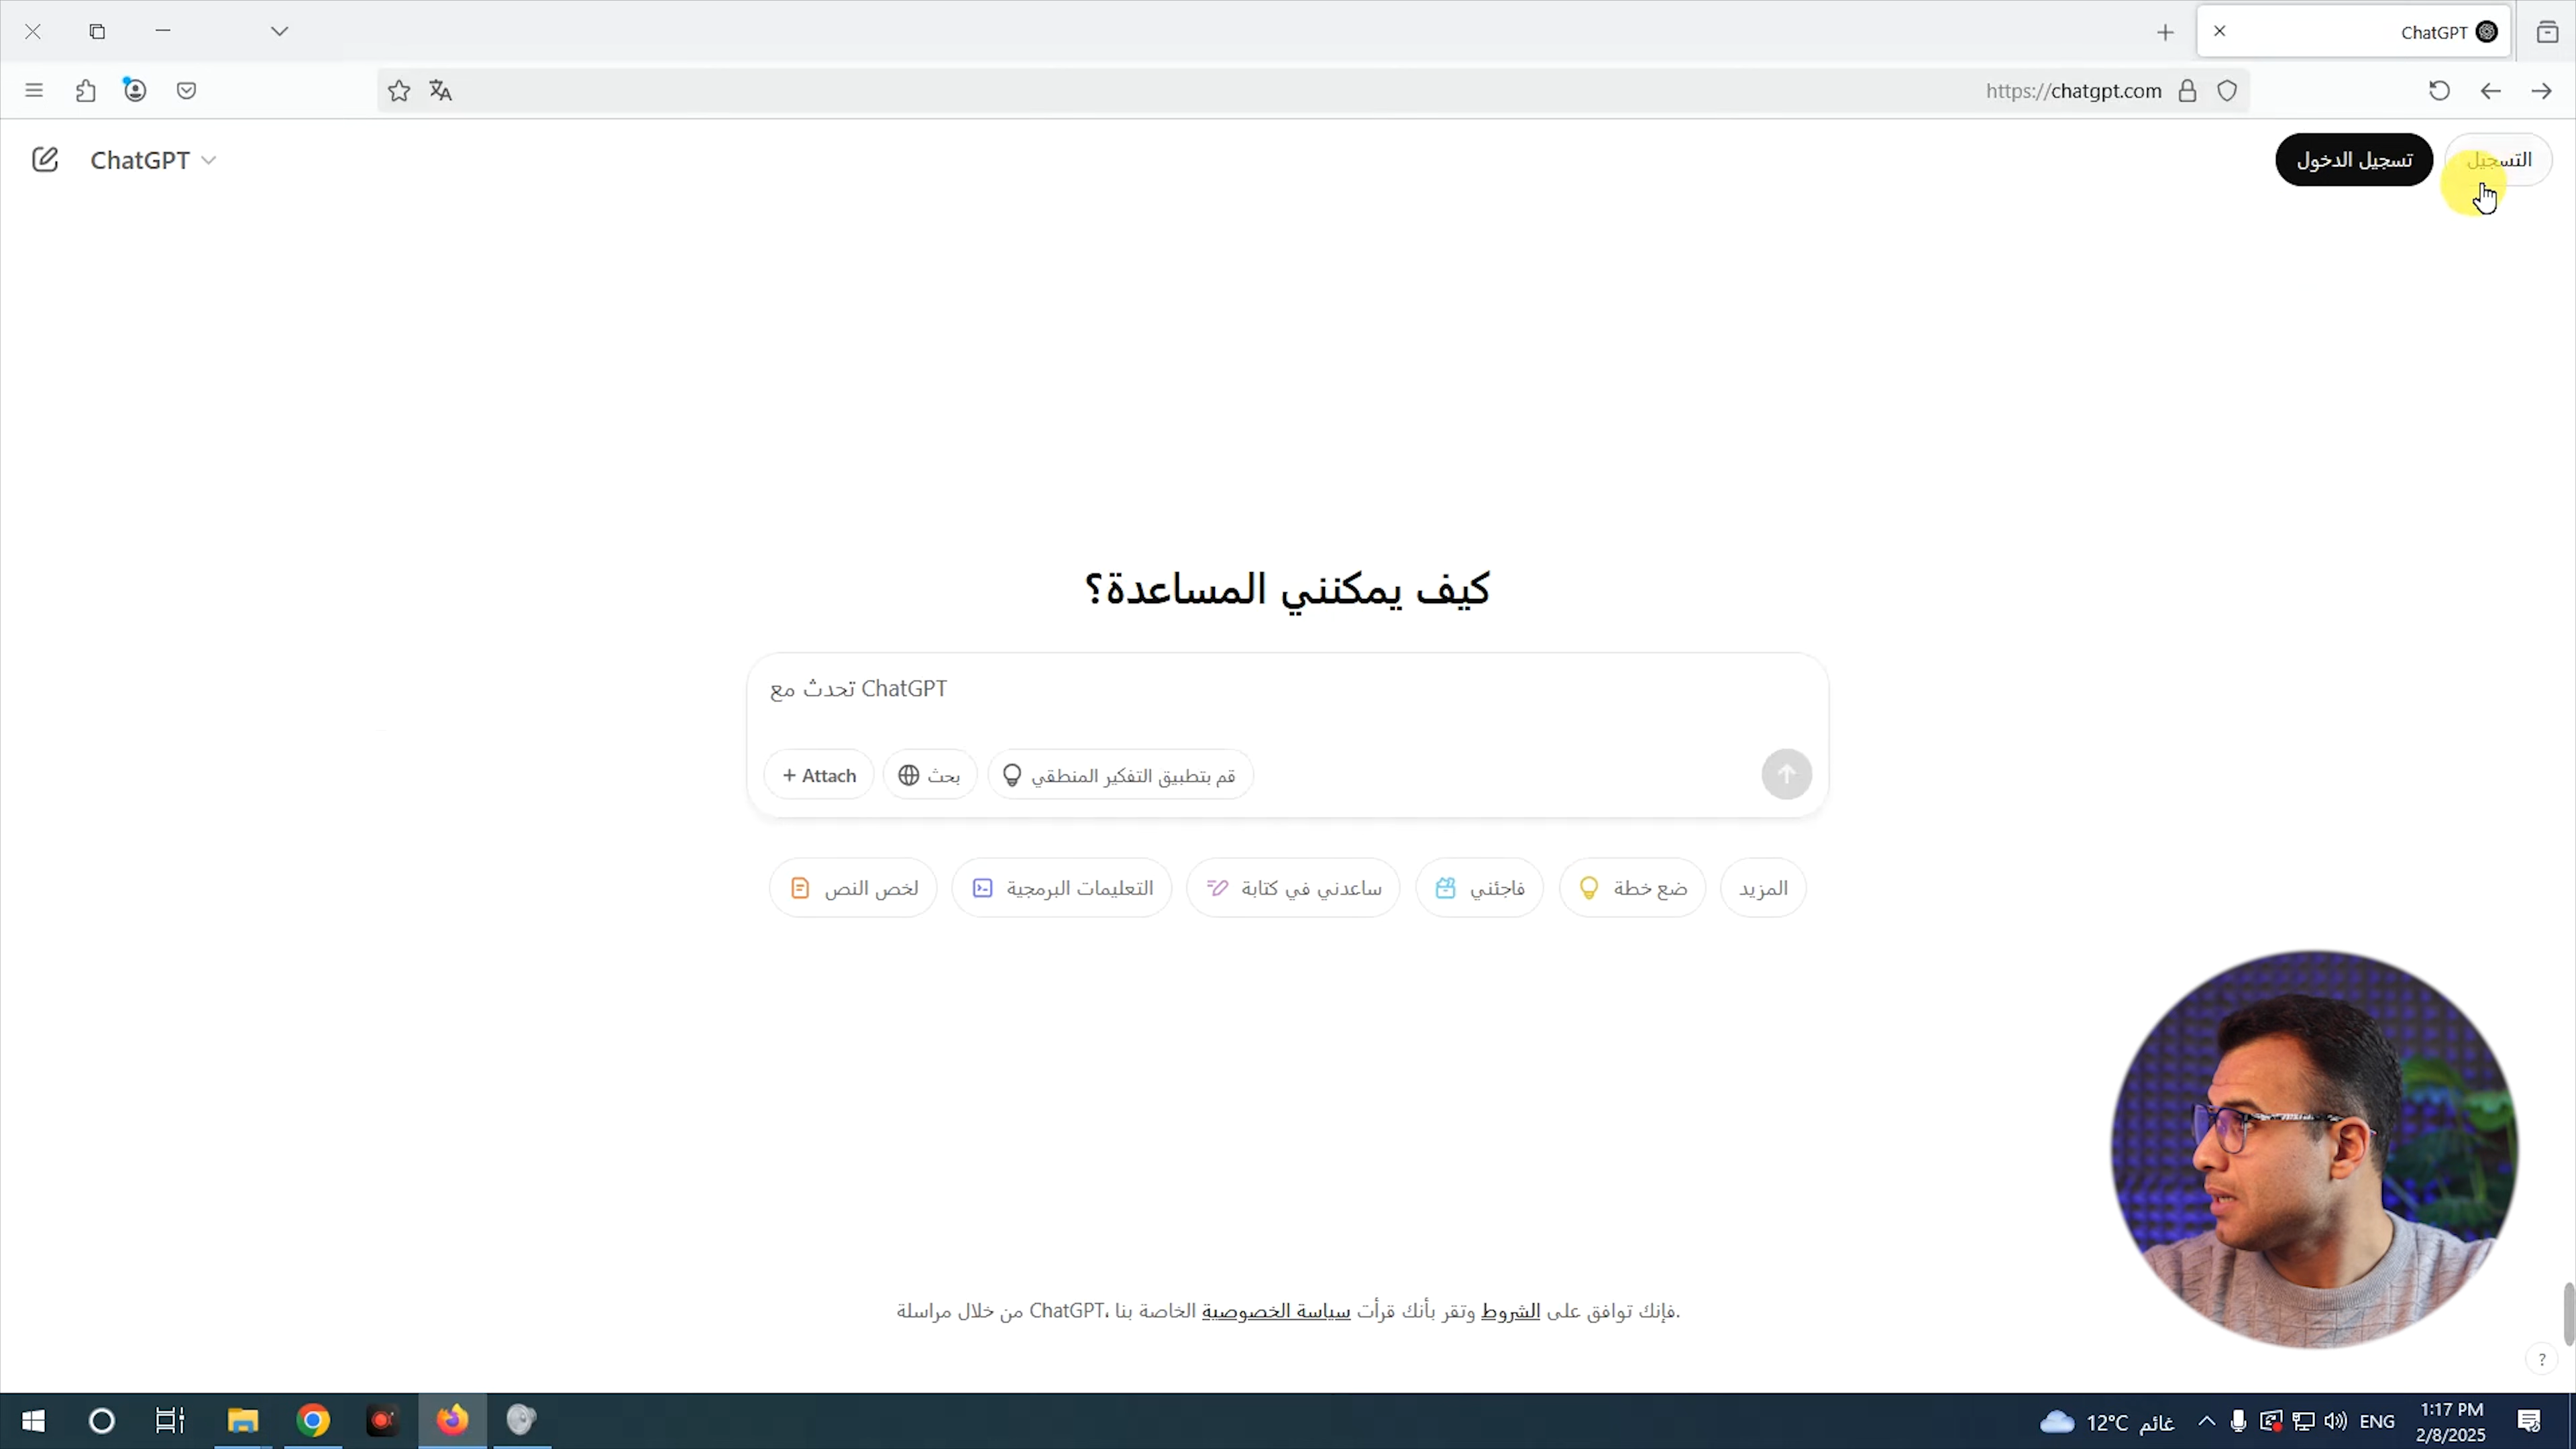 ChatGPT
https://chatgpt.com
ChatGPT
تسجيل الدخول
التسجيل
كيف يمكنني المساعدة؟
تحدث مع ChatGPT
+ Attach
بحث
قم بتطبيق التفكير المنطقي
لخص النص
التعليمات البرمجية
ساعدني في كتابة
فاجئني
ضع خطة
المزيد
من خلال مراسلة ChatGPT، فإنك توافق على الشروط وتقر بأنك قرأت سياسة الخصوصية الخاصة بنا.
?
12°C غائم
ENG
1:17 PM
2/8/2025